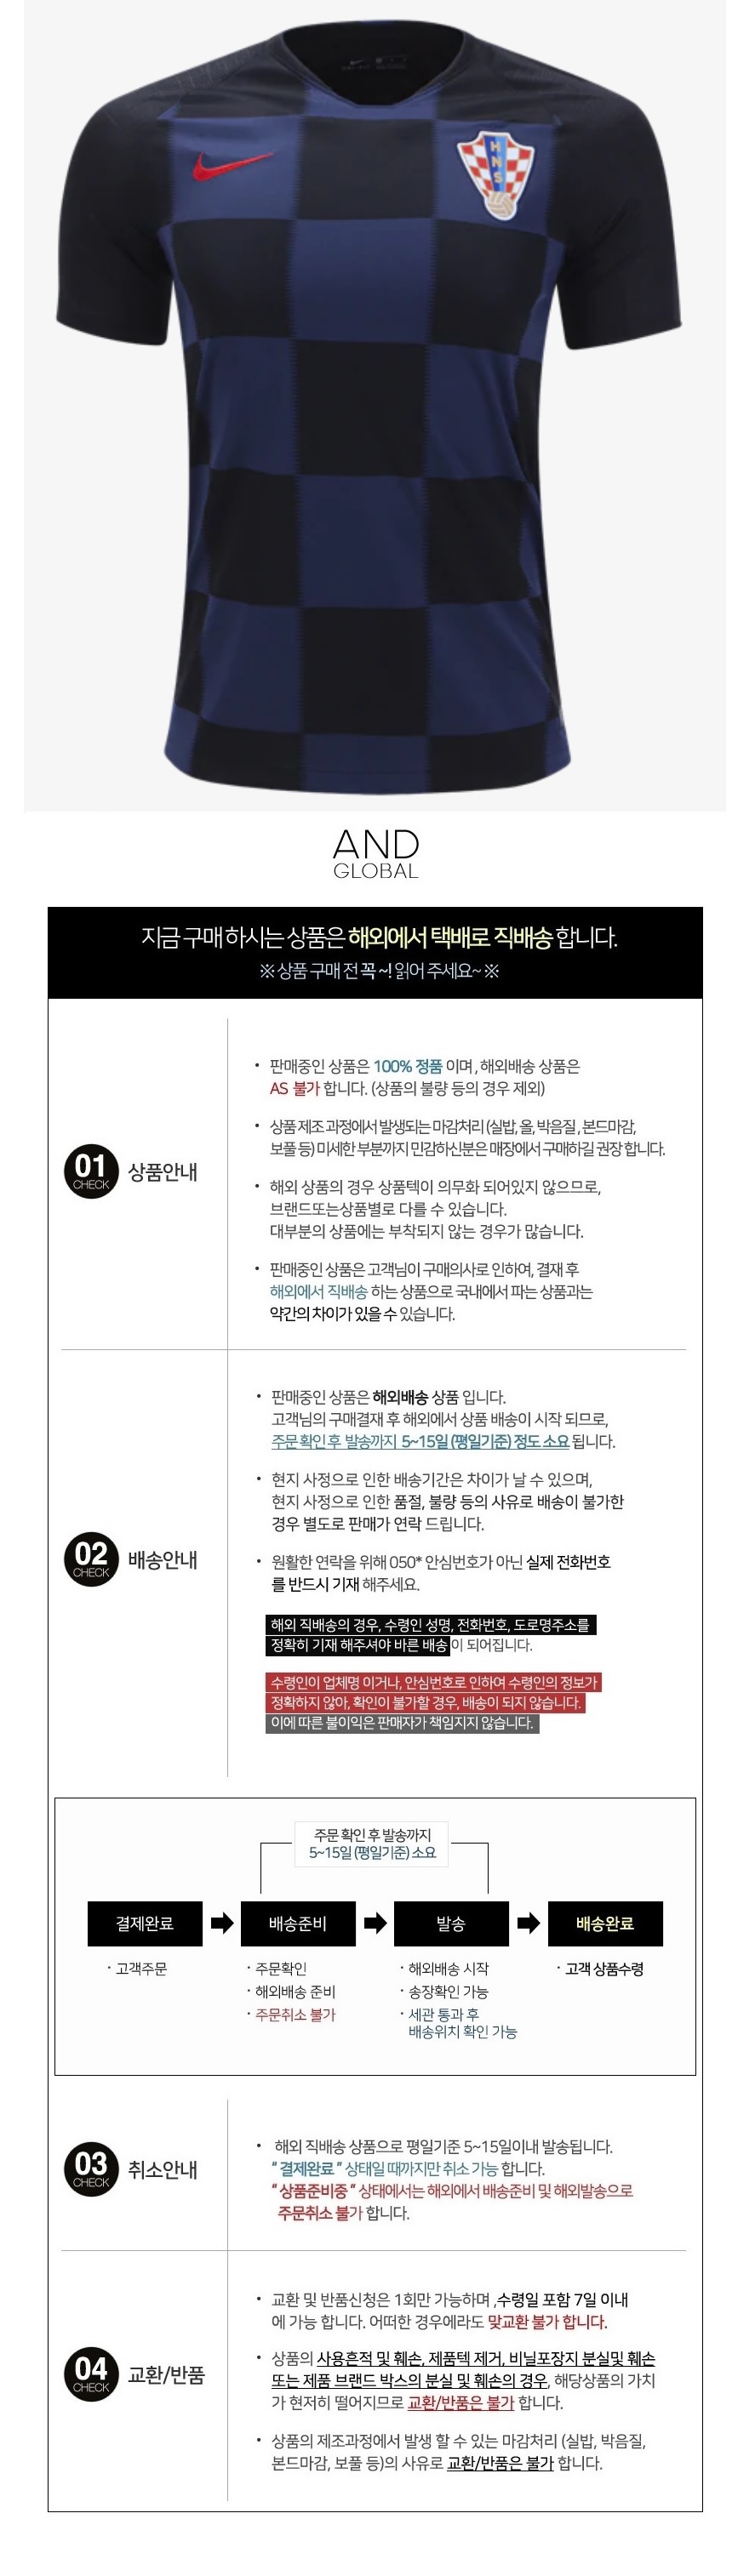 HNS
AND
GLOBAL
지금 구매하시는 상품은 해외에서 택배로 직배송 합니다.
※ 상품 구매 전 꼭 ~! 읽어 주세요~ ※
01
CHECK
상품안내
• 판매중인 상품은 100% 정품 이며 , 해외배송 상품은
AS 불가 합니다. (상품의 불량 등의 경우 제외)
• 상품 제조 과정에서 발생되는 마감처리 (실밥, 올, 박음질 , 본드마감,
보풀 등) 미세한 부분까지 민감하신분은 매장에서 구매하길 권장 합니다.
• 해외 상품의 경우 상품텍이 의무화 되어있지 않으므로,
브랜드또는상품별로 다를 수 있습니다.
대부분의 상품에는 부착되지 않는 경우가 많습니다.
• 판매중인 상품은 고객님이 구매의사로 인하여, 결재 후
해외에서 직배송 하는 상품으로 국내에서 파는 상품과는
약간의 차이가 있을 수 있습니다.
02
CHECK
배송안내
• 판매중인 상품은 해외배송 상품 입니다.
고객님의 구매결재 후 해외에서 상품 배송이 시작 되므로,
주문확인 후 발송까지 5~15일 (평일기준) 정도 소요 됩니다.
• 현지 사정으로 인한 배송기간은 차이가 날 수 있으며,
현지 사정으로 인한 품절, 불량 등의 사유로 배송이 불가한
경우 별도로 판매가 연락 드립니다.
• 원활한 연락을 위해 050* 안심번호가 아닌 실제 전화번호
를 반드시 기재 해주세요.
해외 직배송의 경우, 수령인 성명, 전화번호, 도로명주소를
정확히 기재 해주셔야 바른 배송이 되어집니다.
수령인이 업체명 이거나, 안심번호로 인하여 수령인의 정보가
정확하지 않아, 확인이 불가할 경우, 배송이 되지 않습니다.
이에 따른 불이익은 판매자가 책임지지 않습니다.
주문 확인 후 발송까지
5~15일 (평일기준) 소요
결제완료
배송준비
발송
배송완료
· 고객주문
· 주문확인
· 해외배송 준비
· 주문취소 불가
· 해외배송 시작
· 송장확인 가능
· 세관 통과 후
배송위치 확인 가능
· 고객 상품수령
03
CHECK
취소안내
• 해외 직배송 상품으로 평일기준 5~15일이내 발송됩니다.
“ 결제완료 ” 상태일 때까지만 취소 가능 합니다.
“ 상품준비중 ” 상태에서는 해외에서 배송준비 및 해외발송으로
주문취소 불가 합니다.
04
CHECK
교환/반품
• 교환 및 반품신청은 1회만 가능하며 ,수령일 포함 7일 이내
에 가능 합니다. 어떠한 경우에라도 맞교환 불가 합니다.
• 상품의 사용흔적 및 훼손, 제품텍 제거, 비닐포장지 분실및 훼손
또는 제품 브랜드 박스의 분실 및 훼손의 경우, 해당상품의 가치
가 현저히 떨어지므로 교환/반품은 불가 합니다.
• 상품의 제조과정에서 발생 할 수 있는 마감처리 (실밥, 박음질,
본드마감, 보풀 등)의 사유로 교환/반품은 불가 합니다.